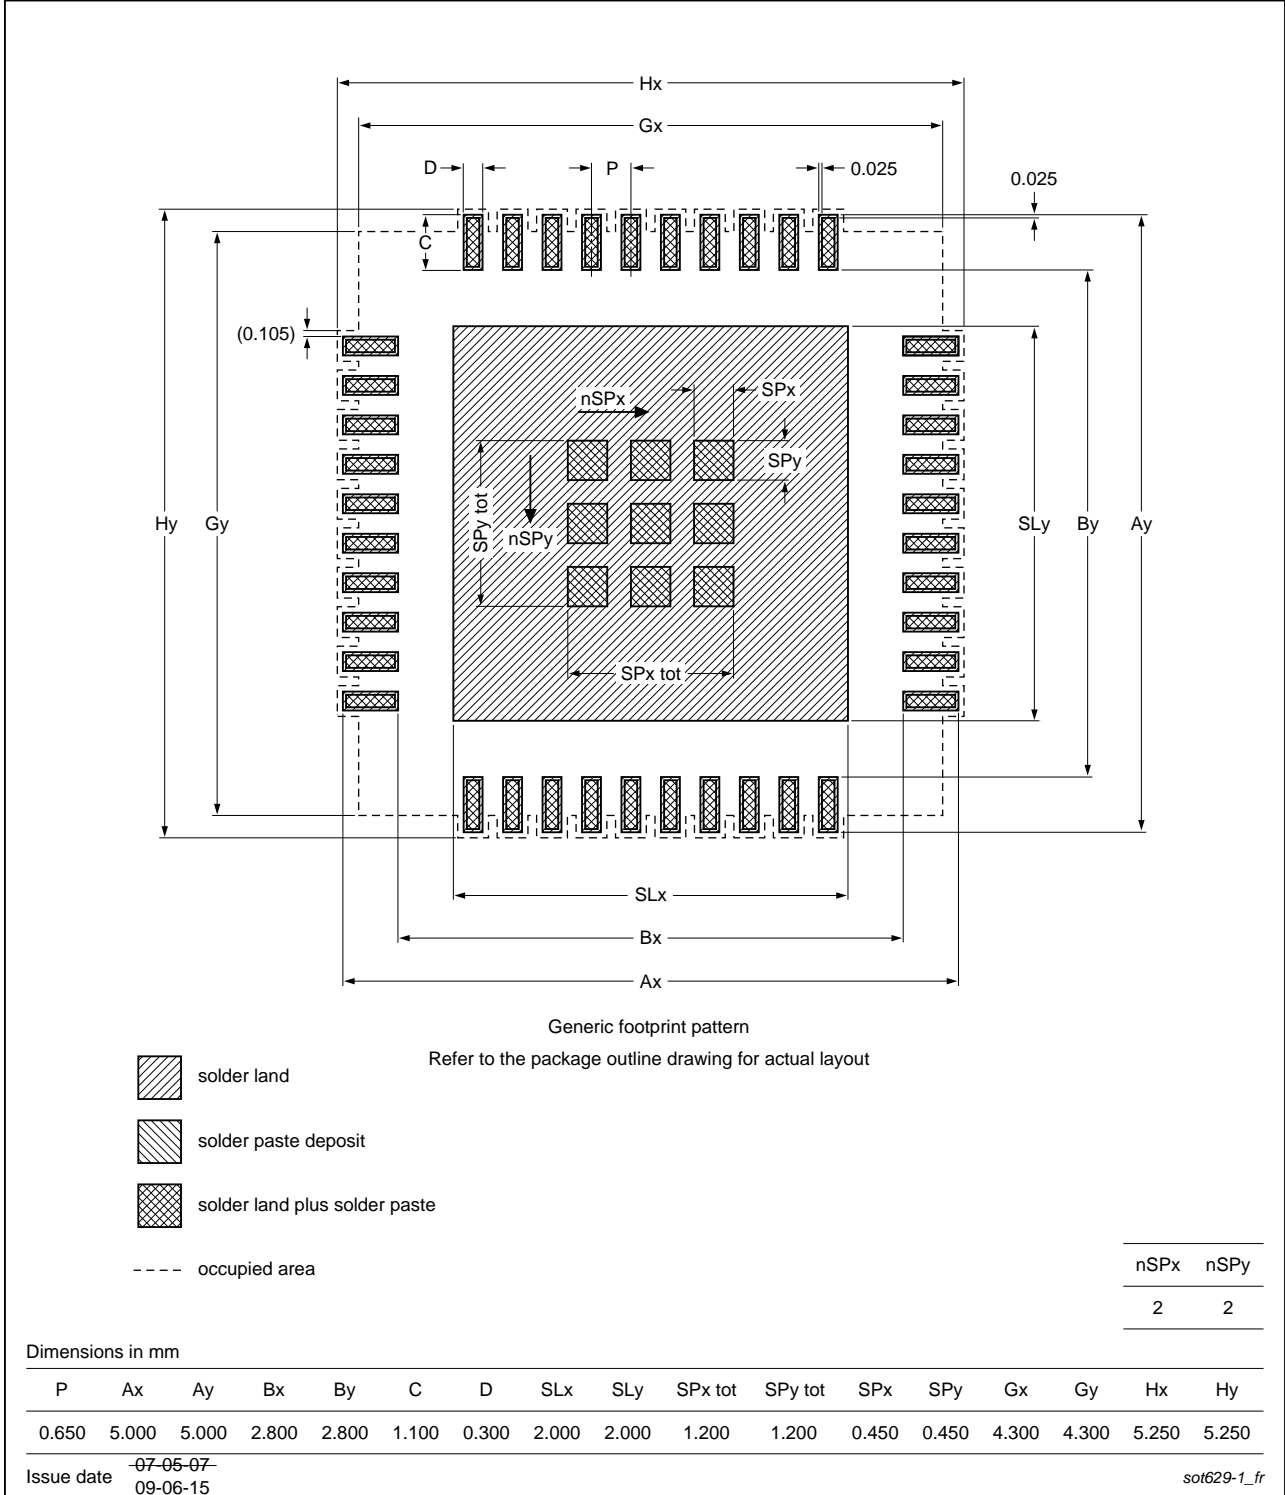 Hx
Gx
D
P
0.025
0.025
C
(0.105)
nSPx
SPx
SPy
SPy tot
nSPy
Hy
Gy
SLy
By
Ay
SPx tot
SLx
Bx
Ax
Generic footprint pattern
Refer to the package outline drawing for actual layout
solder land
solder paste deposit
solder land plus solder paste
occupied area
nSPx nSPy
2 2
Dimensions in mm
P Ax Ay Bx By C D SLx SLy SPx tot SPy tot SPx SPy Gx Gy Hx Hy
0.650 5.000 5.000 2.800 2.800 1.100 0.300 2.000 2.000 1.200 1.200 0.450 0.450 4.300 4.300 5.250 5.250
Issue date 07-05-07
09-06-15
sot629-1_fr